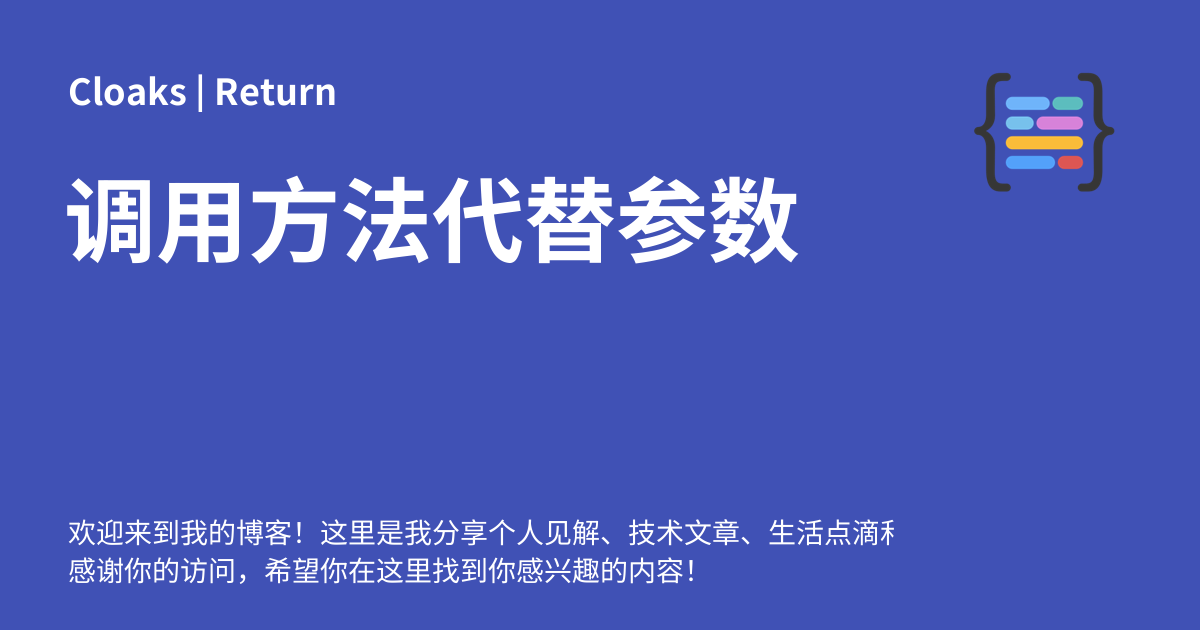 Cloaks | Return
调用方法代替参数
欢迎来到我的博客！这里是我分享个人见解、技术文章、生活点滴
感谢你的访问，希望你在这里找到你感兴趣的内容！